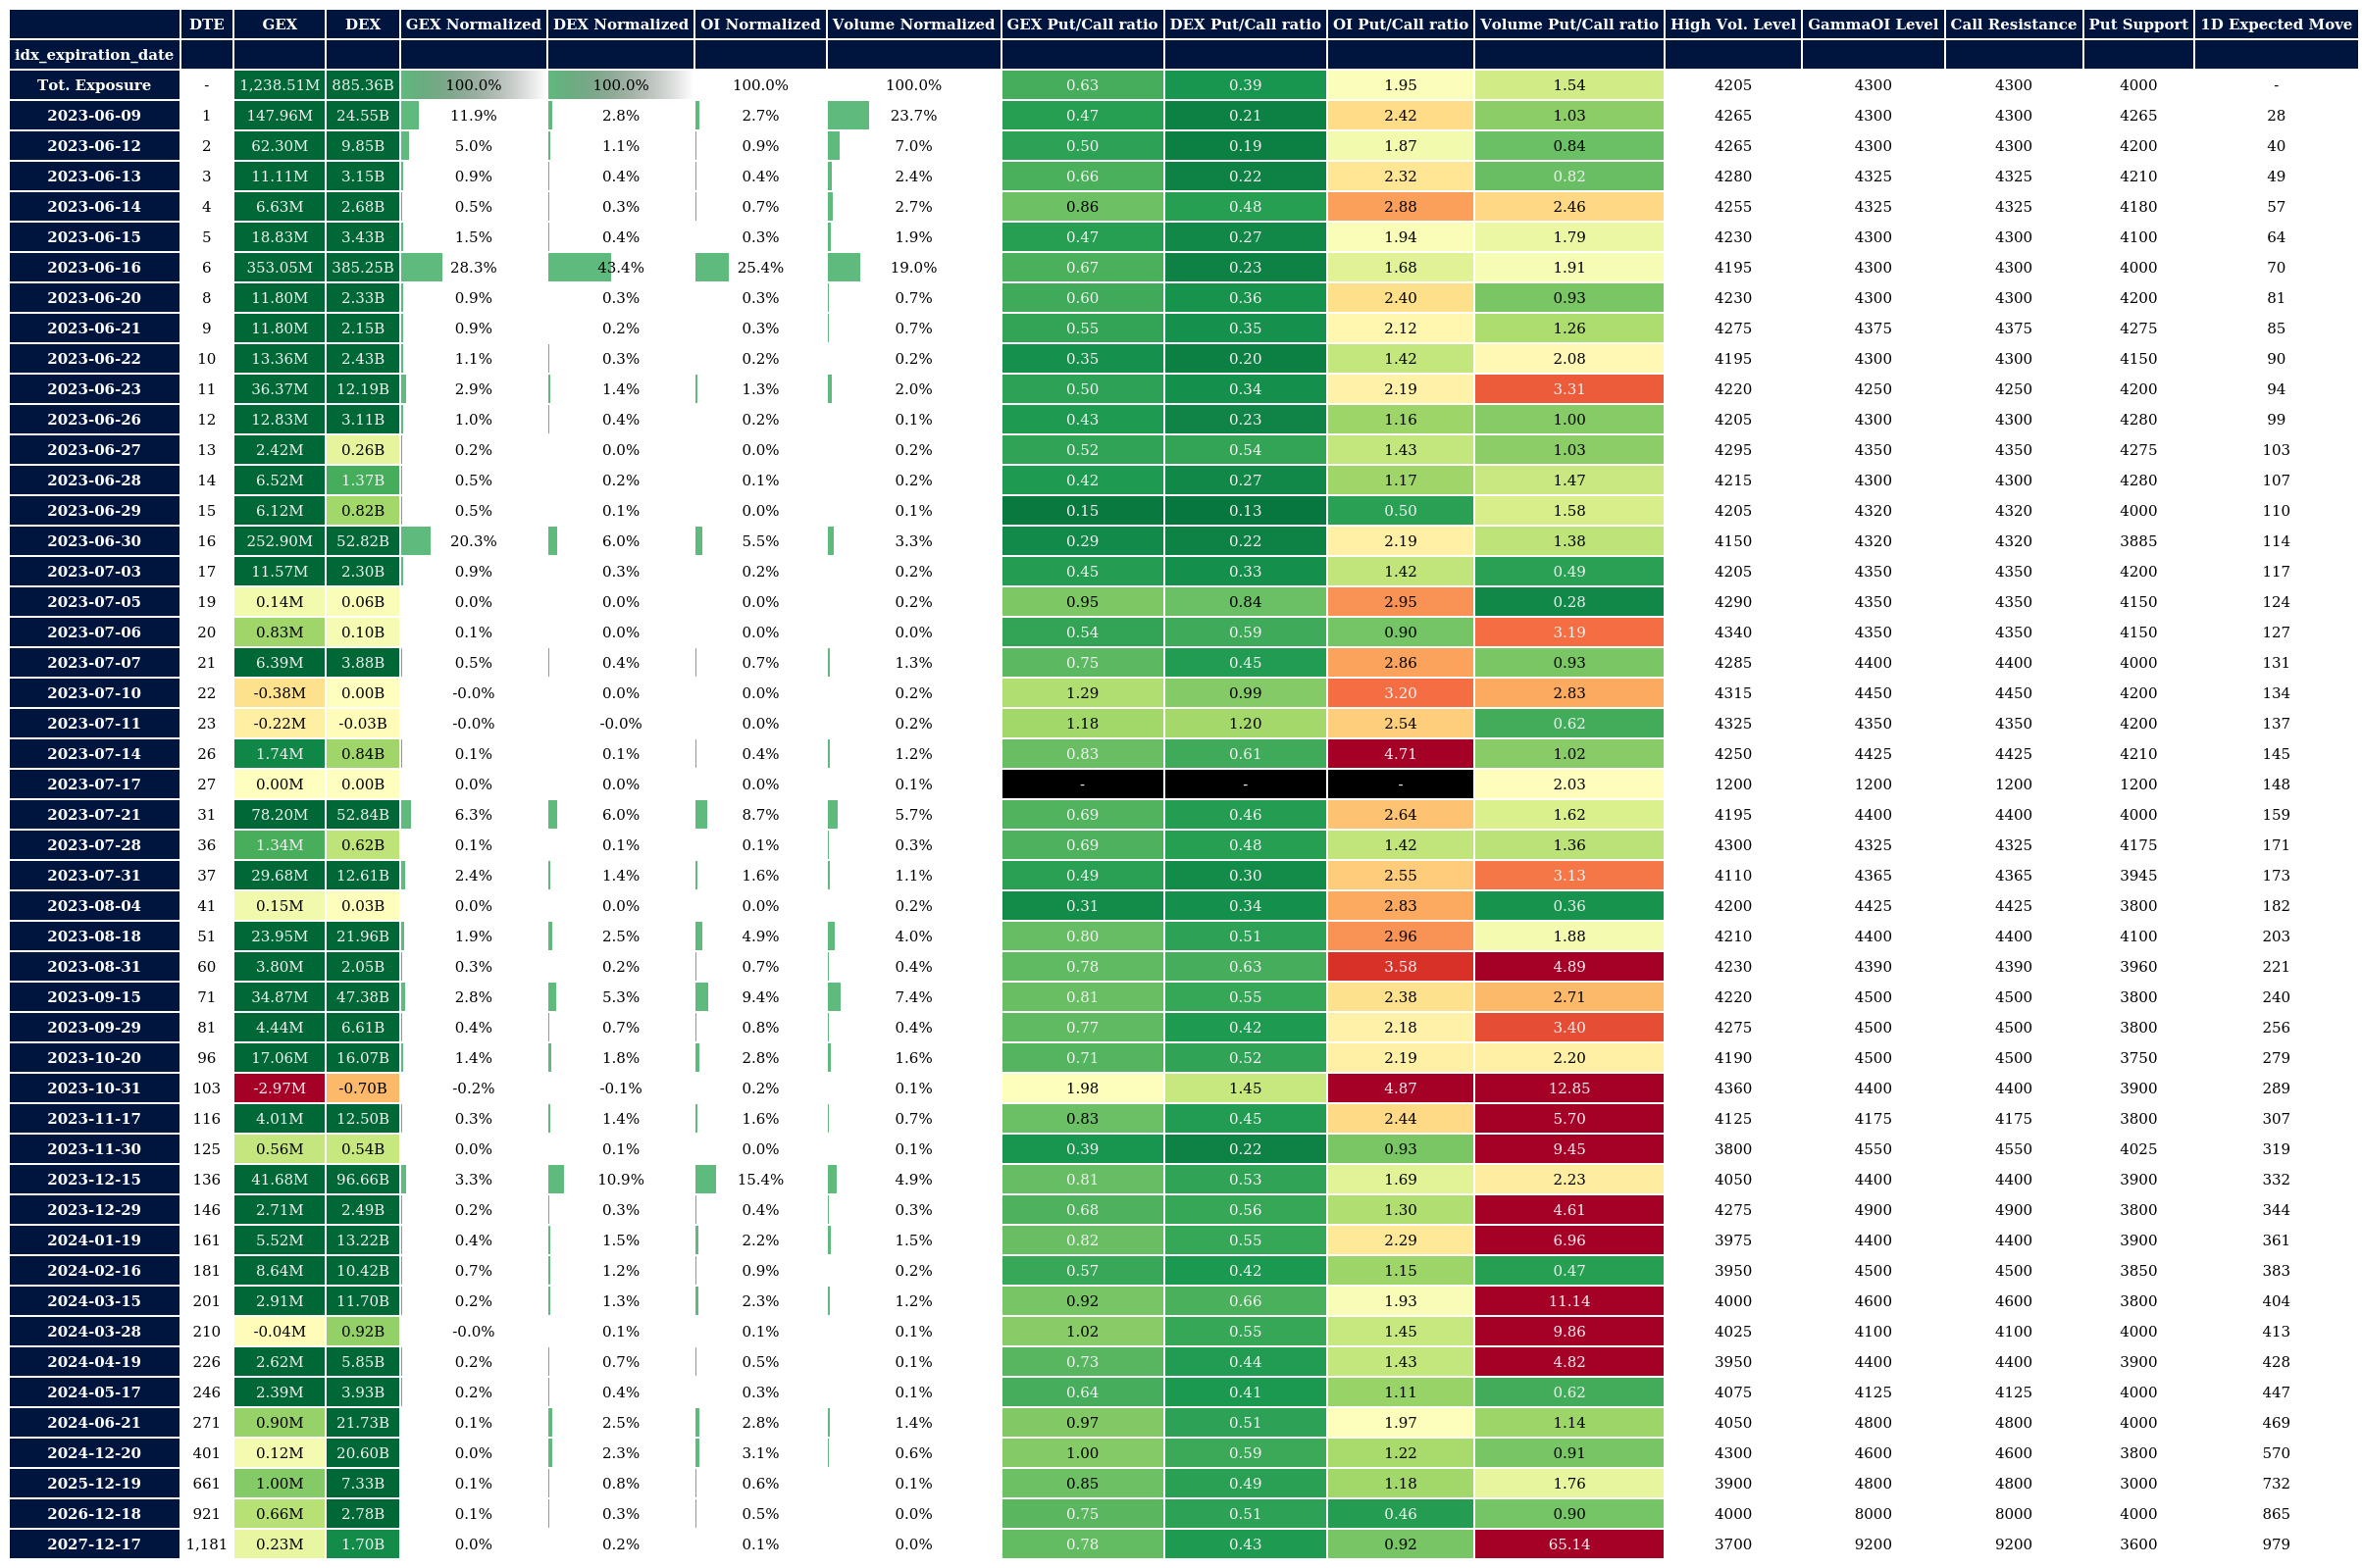 DTE GEX DEX GEX Normalized DEX Normalized OI Normalized Volume Normalized GEX Put/Call ratio DEX Put/Call ratio OI Put/Call ratio Volume Put/Call ratio High Vol. Level GammaOI Level Call Resistance Put Support 1D Expected Move
idx_expiration_date
Tot. Exposure - 1,238.51M 885.36B 100.0% 100.0% 100.0% 100.0% 0.63 0.39 1.95 1.54 4205 4300 4300 4000 -
2023-06-09 1 147.96M 24.55B 11.9% 2.8% 2.7% 23.7% 0.47 0.21 2.42 1.03 4265 4300 4300 4265 28
2023-06-12 2 62.30M 9.85B 5.0% 1.1% 0.9% 7.0% 0.50 0.19 1.87 0.84 4265 4300 4300 4200 40
2023-06-13 3 11.11M 3.15B 0.9% 0.4% 0.4% 2.4% 0.66 0.22 2.32 0.82 4280 4325 4325 4210 49
2023-06-14 4 6.63M 2.68B 0.5% 0.3% 0.7% 2.7% 0.86 0.48 2.88 2.46 4255 4325 4325 4180 57
2023-06-15 5 18.83M 3.43B 1.5% 0.4% 0.3% 1.9% 0.47 0.27 1.94 1.79 4230 4300 4300 4100 64
2023-06-16 6 353.05M 385.25B 28.3% 43.4% 25.4% 19.0% 0.67 0.23 1.68 1.91 4195 4300 4300 4000 70
2023-06-20 8 11.80M 2.33B 0.9% 0.3% 0.3% 0.7% 0.60 0.36 2.40 0.93 4230 4300 4300 4200 81
2023-06-21 9 11.80M 2.15B 0.9% 0.2% 0.3% 0.7% 0.55 0.35 2.12 1.26 4275 4375 4375 4275 85
2023-06-22 10 13.36M 2.43B 1.1% 0.3% 0.2% 0.2% 0.35 0.20 1.42 2.08 4195 4300 4300 4150 90
2023-06-23 11 36.37M 12.19B 2.9% 1.4% 1.3% 2.0% 0.50 0.34 2.19 3.31 4220 4250 4250 4200 94
2023-06-26 12 12.83M 3.11B 1.0% 0.4% 0.2% 0.1% 0.43 0.23 1.16 1.00 4205 4300 4300 4280 99
2023-06-27 13 2.42M 0.26B 0.2% 0.0% 0.0% 0.2% 0.52 0.54 1.43 1.03 4295 4350 4350 4275 103
2023-06-28 14 6.52M 1.37B 0.5% 0.2% 0.1% 0.2% 0.42 0.27 1.17 1.47 4215 4300 4300 4280 107
2023-06-29 15 6.12M 0.82B 0.5% 0.1% 0.0% 0.1% 0.15 0.13 0.50 1.58 4205 4320 4320 4000 110
2023-06-30 16 252.90M 52.82B 20.3% 6.0% 5.5% 3.3% 0.29 0.22 2.19 1.38 4150 4320 4320 3885 114
2023-07-03 17 11.57M 2.30B 0.9% 0.3% 0.2% 0.2% 0.45 0.33 1.42 0.49 4205 4350 4350 4200 117
2023-07-05 19 0.14M 0.06B 0.0% 0.0% 0.0% 0.2% 0.95 0.84 2.95 0.28 4290 4350 4350 4150 124
2023-07-06 20 0.83M 0.10B 0.1% 0.0% 0.0% 0.0% 0.54 0.59 0.90 3.19 4340 4350 4350 4150 127
2023-07-07 21 6.39M 3.88B 0.5% 0.4% 0.7% 1.3% 0.75 0.45 2.86 0.93 4285 4400 4400 4000 131
2023-07-10 22 -0.38M 0.00B -0.0% 0.0% 0.0% 0.2% 1.29 0.99 3.20 2.83 4315 4450 4450 4200 134
2023-07-11 23 -0.22M -0.03B -0.0% -0.0% 0.0% 0.2% 1.18 1.20 2.54 0.62 4325 4350 4350 4200 137
2023-07-14 26 1.74M 0.84B 0.1% 0.1% 0.4% 1.2% 0.83 0.61 4.71 1.02 4250 4425 4425 4210 145
2023-07-17 27 0.00M 0.00B 0.0% 0.0% 0.0% 0.1% - - - 2.03 1200 1200 1200 1200 148
2023-07-21 31 78.20M 52.84B 6.3% 6.0% 8.7% 5.7% 0.69 0.46 2.64 1.62 4195 4400 4400 4000 159
2023-07-28 36 1.34M 0.62B 0.1% 0.1% 0.1% 0.3% 0.69 0.48 1.42 1.36 4300 4325 4325 4175 171
2023-07-31 37 29.68M 12.61B 2.4% 1.4% 1.6% 1.1% 0.49 0.30 2.55 3.13 4110 4365 4365 3945 173
2023-08-04 41 0.15M 0.03B 0.0% 0.0% 0.0% 0.2% 0.31 0.34 2.83 0.36 4200 4425 4425 3800 182
2023-08-18 51 23.95M 21.96B 1.9% 2.5% 4.9% 4.0% 0.80 0.51 2.96 1.88 4210 4400 4400 4100 203
2023-08-31 60 3.80M 2.05B 0.3% 0.2% 0.7% 0.4% 0.78 0.63 3.58 4.89 4230 4390 4390 3960 221
2023-09-15 71 34.87M 47.38B 2.8% 5.3% 9.4% 7.4% 0.81 0.55 2.38 2.71 4220 4500 4500 3800 240
2023-09-29 81 4.44M 6.61B 0.4% 0.7% 0.8% 0.4% 0.77 0.42 2.18 3.40 4275 4500 4500 3800 256
2023-10-20 96 17.06M 16.07B 1.4% 1.8% 2.8% 1.6% 0.71 0.52 2.19 2.20 4190 4500 4500 3750 279
2023-10-31 103 -2.97M -0.70B -0.2% -0.1% 0.2% 0.1% 1.98 1.45 4.87 12.85 4360 4400 4400 3900 289
2023-11-17 116 4.01M 12.50B 0.3% 1.4% 1.6% 0.7% 0.83 0.45 2.44 5.70 4125 4175 4175 3800 307
2023-11-30 125 0.56M 0.54B 0.0% 0.1% 0.0% 0.1% 0.39 0.22 0.93 9.45 3800 4550 4550 4025 319
2023-12-15 136 41.68M 96.66B 3.3% 10.9% 15.4% 4.9% 0.81 0.53 1.69 2.23 4050 4400 4400 3900 332
2023-12-29 146 2.71M 2.49B 0.2% 0.3% 0.4% 0.3% 0.68 0.56 1.30 4.61 4275 4900 4900 3800 344
2024-01-19 161 5.52M 13.22B 0.4% 1.5% 2.2% 1.5% 0.82 0.55 2.29 6.96 3975 4400 4400 3900 361
2024-02-16 181 8.64M 10.42B 0.7% 1.2% 0.9% 0.2% 0.57 0.42 1.15 0.47 3950 4500 4500 3850 383
2024-03-15 201 2.91M 11.70B 0.2% 1.3% 2.3% 1.2% 0.92 0.66 1.93 11.14 4000 4600 4600 3800 404
2024-03-28 210 -0.04M 0.92B -0.0% 0.1% 0.1% 0.1% 1.02 0.55 1.45 9.86 4025 4100 4100 4000 413
2024-04-19 226 2.62M 5.85B 0.2% 0.7% 0.5% 0.1% 0.73 0.44 1.43 4.82 3950 4400 4400 3900 428
2024-05-17 246 2.39M 3.93B 0.2% 0.4% 0.3% 0.1% 0.64 0.41 1.11 0.62 4075 4125 4125 4000 447
2024-06-21 271 0.90M 21.73B 0.1% 2.5% 2.8% 1.4% 0.97 0.51 1.97 1.14 4050 4800 4800 4000 469
2024-12-20 401 0.12M 20.60B 0.0% 2.3% 3.1% 0.6% 1.00 0.59 1.22 0.91 4300 4600 4600 3800 570
2025-12-19 661 1.00M 7.33B 0.1% 0.8% 0.6% 0.1% 0.85 0.49 1.18 1.76 3900 4800 4800 3000 732
2026-12-18 921 0.66M 2.78B 0.1% 0.3% 0.5% 0.0% 0.75 0.51 0.46 0.90 4000 8000 8000 4000 865
2027-12-17 1,181 0.23M 1.70B 0.0% 0.2% 0.1% 0.0% 0.78 0.43 0.92 65.14 3700 9200 9200 3600 979